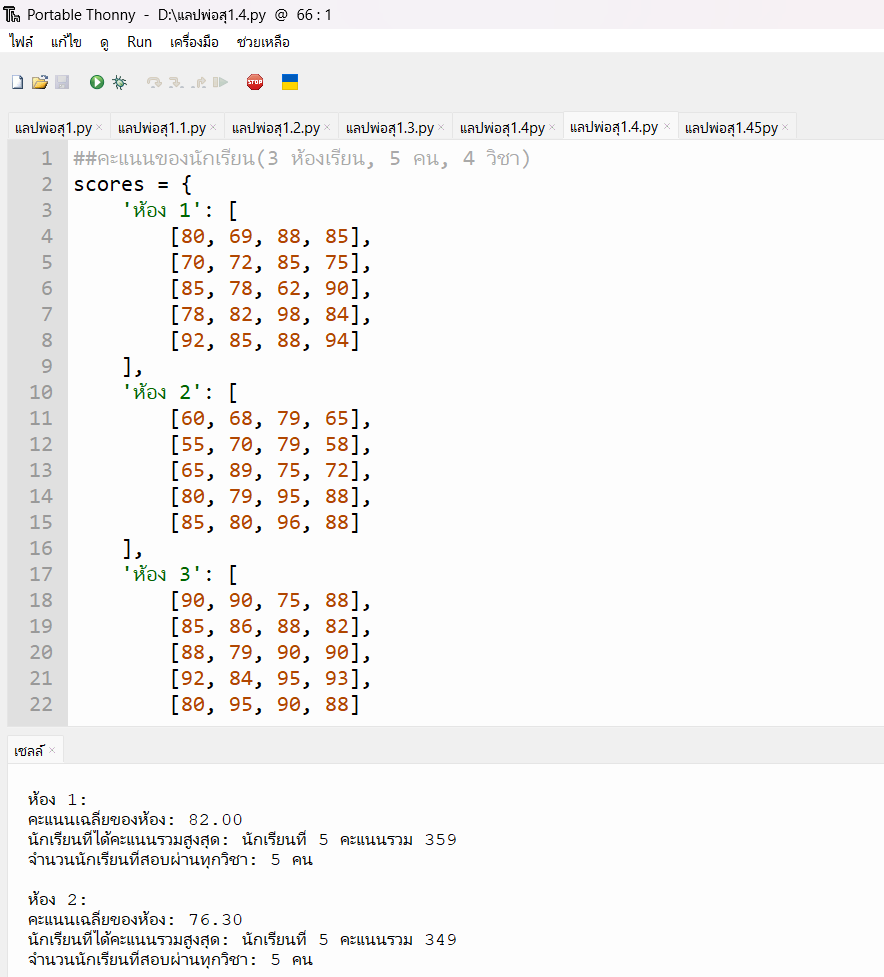 Portable Thonny - D:\แลปพ่อสุ1.4.py @ 66 : 1
ไฟล์ แก้ไข ดู Run เครื่องมือ ช่วยเหลือ
STOP
แลปพ่อสุ1.py × แลปพ่อสุ1.1.py × แลปพ่อสุ1.2.py × แลปพ่อสุ1.3.py × แลปพ่อสุ1.4py × แลปพ่อสุ1.4.py × แลปพ่อสุ1.45py ×
1 ##คะแนนของนักเรียน(3 ห้องเรียน, 5 คน, 4 วิชา)
2 scores = {
3 'ห้อง 1': [
4 [80, 69, 88, 85],
5 [70, 72, 85, 75],
6 [85, 78, 62, 90],
7 [78, 82, 98, 84],
8 [92, 85, 88, 94]
9 ],
10 'ห้อง 2': [
11 [60, 68, 79, 65],
12 [55, 70, 79, 58],
13 [65, 89, 75, 72],
14 [80, 79, 95, 88],
15 [85, 80, 96, 88]
16 ],
17 'ห้อง 3': [
18 [90, 90, 75, 88],
19 [85, 86, 88, 82],
20 [88, 79, 90, 90],
21 [92, 84, 95, 93],
22 [80, 95, 90, 88]
เชลล์ ×
ห้อง 1:
คะแนนเฉลี่ยของห้อง: 82.00
นักเรียนที่ได้คะแนนรวมสูงสุด: นักเรียนที่ 5 คะแนนรวม 359
จำนวนนักเรียนที่สอบผ่านทุกวิชา: 5 คน
ห้อง 2:
คะแนนเฉลี่ยของห้อง: 76.30
นักเรียนที่ได้คะแนนรวมสูงสุด: นักเรียนที่ 5 คะแนนรวม 349
จำนวนนักเรียนที่สอบผ่านทุกวิชา: 5 คน